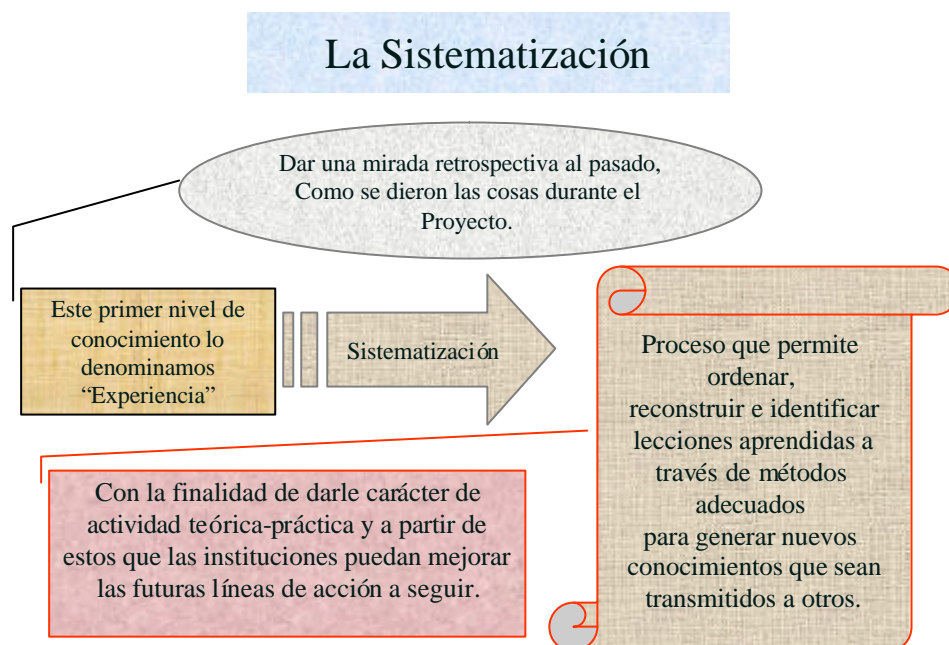 La Sistematización
Dar una mirada retrospectiva al pasado,
Como se dieron las cosas durante el
Proyecto.
Este primer nivel de
conocimiento lo
denominamos
“Experiencia”
Sistematización
Proceso que permite
ordenar,
reconstruir e identificar
lecciones aprendidas a
través de métodos
adecuados
para generar nuevos
conocimientos que sean
transmitidos a otros.
Con la finalidad de darle carácter de
actividad teórica-práctica y a partir de
estos que las instituciones puedan mejorar
las futuras líneas de acción a seguir.